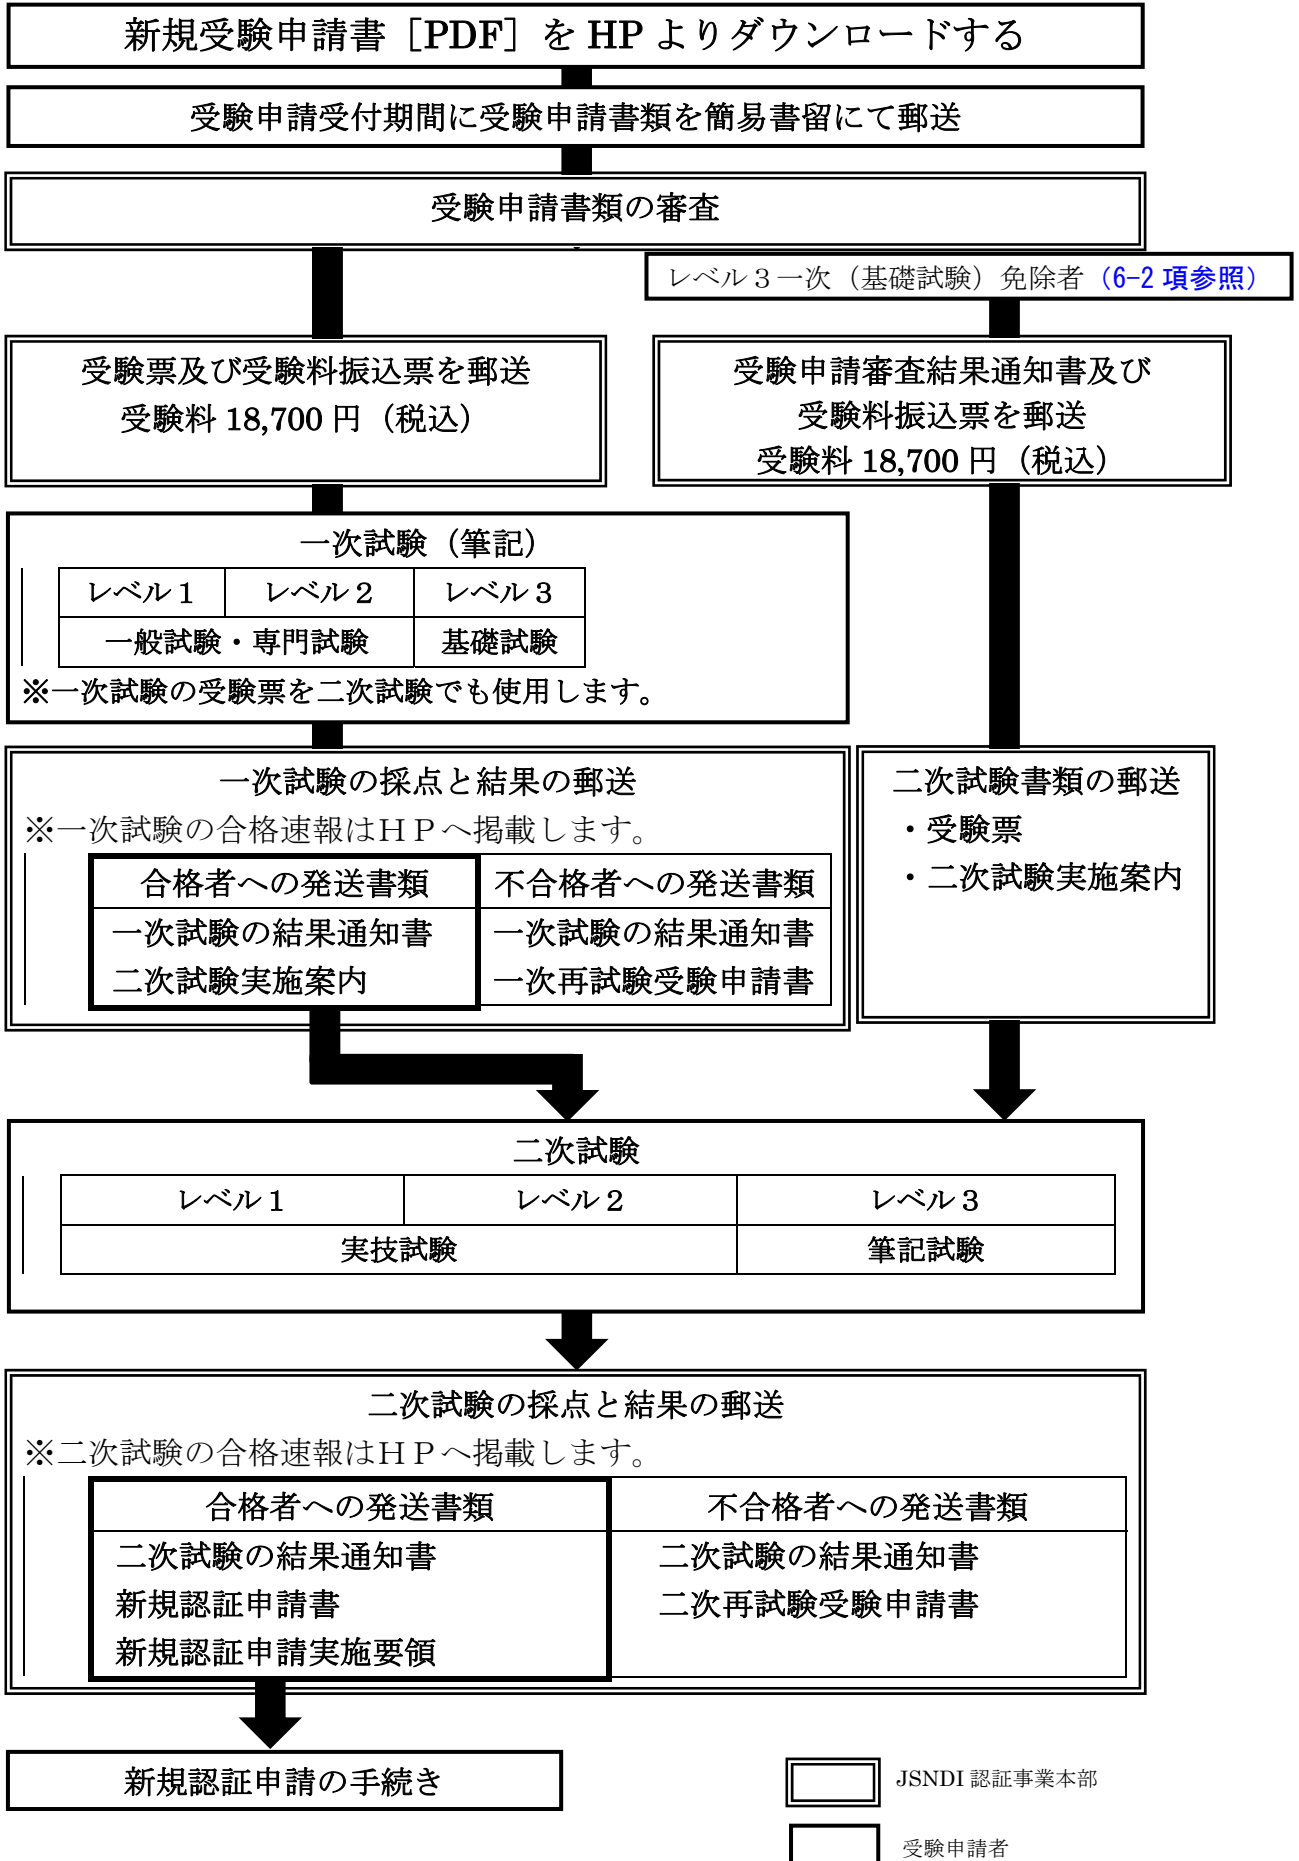 新規受験申請書［PDF］を HP よりダウンロードする
受験申請受付期間に受験申請書類を簡易書留にて郵送
受験申請書類の審査
レベル３一次（基礎試験）免除者（6-2 項参照）
受験票及び受験料振込票を郵送
受験料 18,700 円（税込）
受験申請審査結果通知書及び
受験料振込票を郵送
受験料 18,700 円（税込）
一次試験（筆記）
レベル１ レベル２ レベル３
一般試験・専門試験 基礎試験
※一次試験の受験票を二次試験でも使用します。
一次試験の採点と結果の郵送
※一次試験の合格速報はＨＰへ掲載します。
合格者への発送書類 不合格者への発送書類
一次試験の結果通知書 一次試験の結果通知書
二次試験実施案内 一次再試験受験申請書
二次試験書類の郵送
・受験票
・二次試験実施案内
二次試験
レベル１ レベル２ レベル３
実技試験 筆記試験
二次試験の採点と結果の郵送
※二次試験の合格速報はＨＰへ掲載します。
合格者への発送書類 不合格者への発送書類
二次試験の結果通知書 二次試験の結果通知書
新規認証申請書 二次再試験受験申請書
新規認証申請実施要領
新規認証申請の手続き
JSNDI 認証事業本部
受験申請者